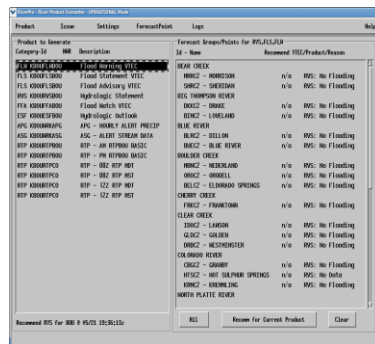 RiverPro - River Product Formatter - OPERATIONAL Mode
Product Issue Settings ForecastPoint Logs Help
Product to Generate
Category-Id NNN Description
FLW KBOUFLWBOU Flood Warning VTEC
FLS KBOUFLSBOU Flood Statement VTEC
FLS KBOUFLSBOU Flood Advisory VTEC
RVS KBOURVSBOU Hydrologic Statement
FFA KBOUFFABOU Flood Watch VTEC
ESF KBOUESFBOU Hydrologic Outlook
APG KBOUWRKAPG APG - HOURLY ALERT PRECIP
ASG KBOUWRKASG ASG - ALERT STREAM DATA
RTP KBOURTPBOU RTP - AM RTPBOU BASIC
RTP KBOURTPBOU RTP - PM RTPBOU BASIC
RTP KBOURTPCO RTP - 00Z RTP MDT
RTP KBOURTPCO RTP - 00Z RTP MST
RTP KBOURTPCO RTP - 12Z RTP MDT
RTP KBOURTPCO RTP - 12Z RTP MST
Recommend RVS for BOU @ 05/21 19:36:13z
Forecast Groups/Points for RVS,FLS,FLW
Id - Name Recommend VTEC/Product/Reason
BEAR CREEK
MRRC2 - MORRISON n/a RVS: No Flooding
SHRC2 - SHERIDAN n/a RVS: No Flooding
BIG THOMPSON RIVER
DRKC2 - DRAKE n/a RVS: No Flooding
BTHC2 - LOVELAND n/a RVS: No Flooding
BLUE RIVER
BLRC2 - DILLON n/a RVS: No Flooding
BUEC2 - BLUE RIVER n/a RVS: No Flooding
BOULDER CREEK
MBNC2 - NEDERLAND n/a RVS: No Flooding
OROC2 - ORODELL n/a RVS: No Flooding
BELC2 - ELDORADO SPRINGS n/a RVS: No Flooding
CHERRY CREEK
FRNC2 - FRANKTOWN n/a RVS: No Flooding
CLEAR CREEK
IDOC2 - LAWSON n/a RVS: No Flooding
GLDC2 - GOLDEN n/a RVS: No Flooding
DRBC2 - WESTMINSTER n/a RVS: No Flooding
COLORADO RIVER
CBGC2 - GRANBY n/a RVS: No Flooding
HTSC2 - HOT SULPHUR SPRINGS n/a RVS: No Data
KRMC2 - KREMMLING n/a RVS: No Flooding
NORTH PLATTE RIVER
All Recomm for Current Product Clear